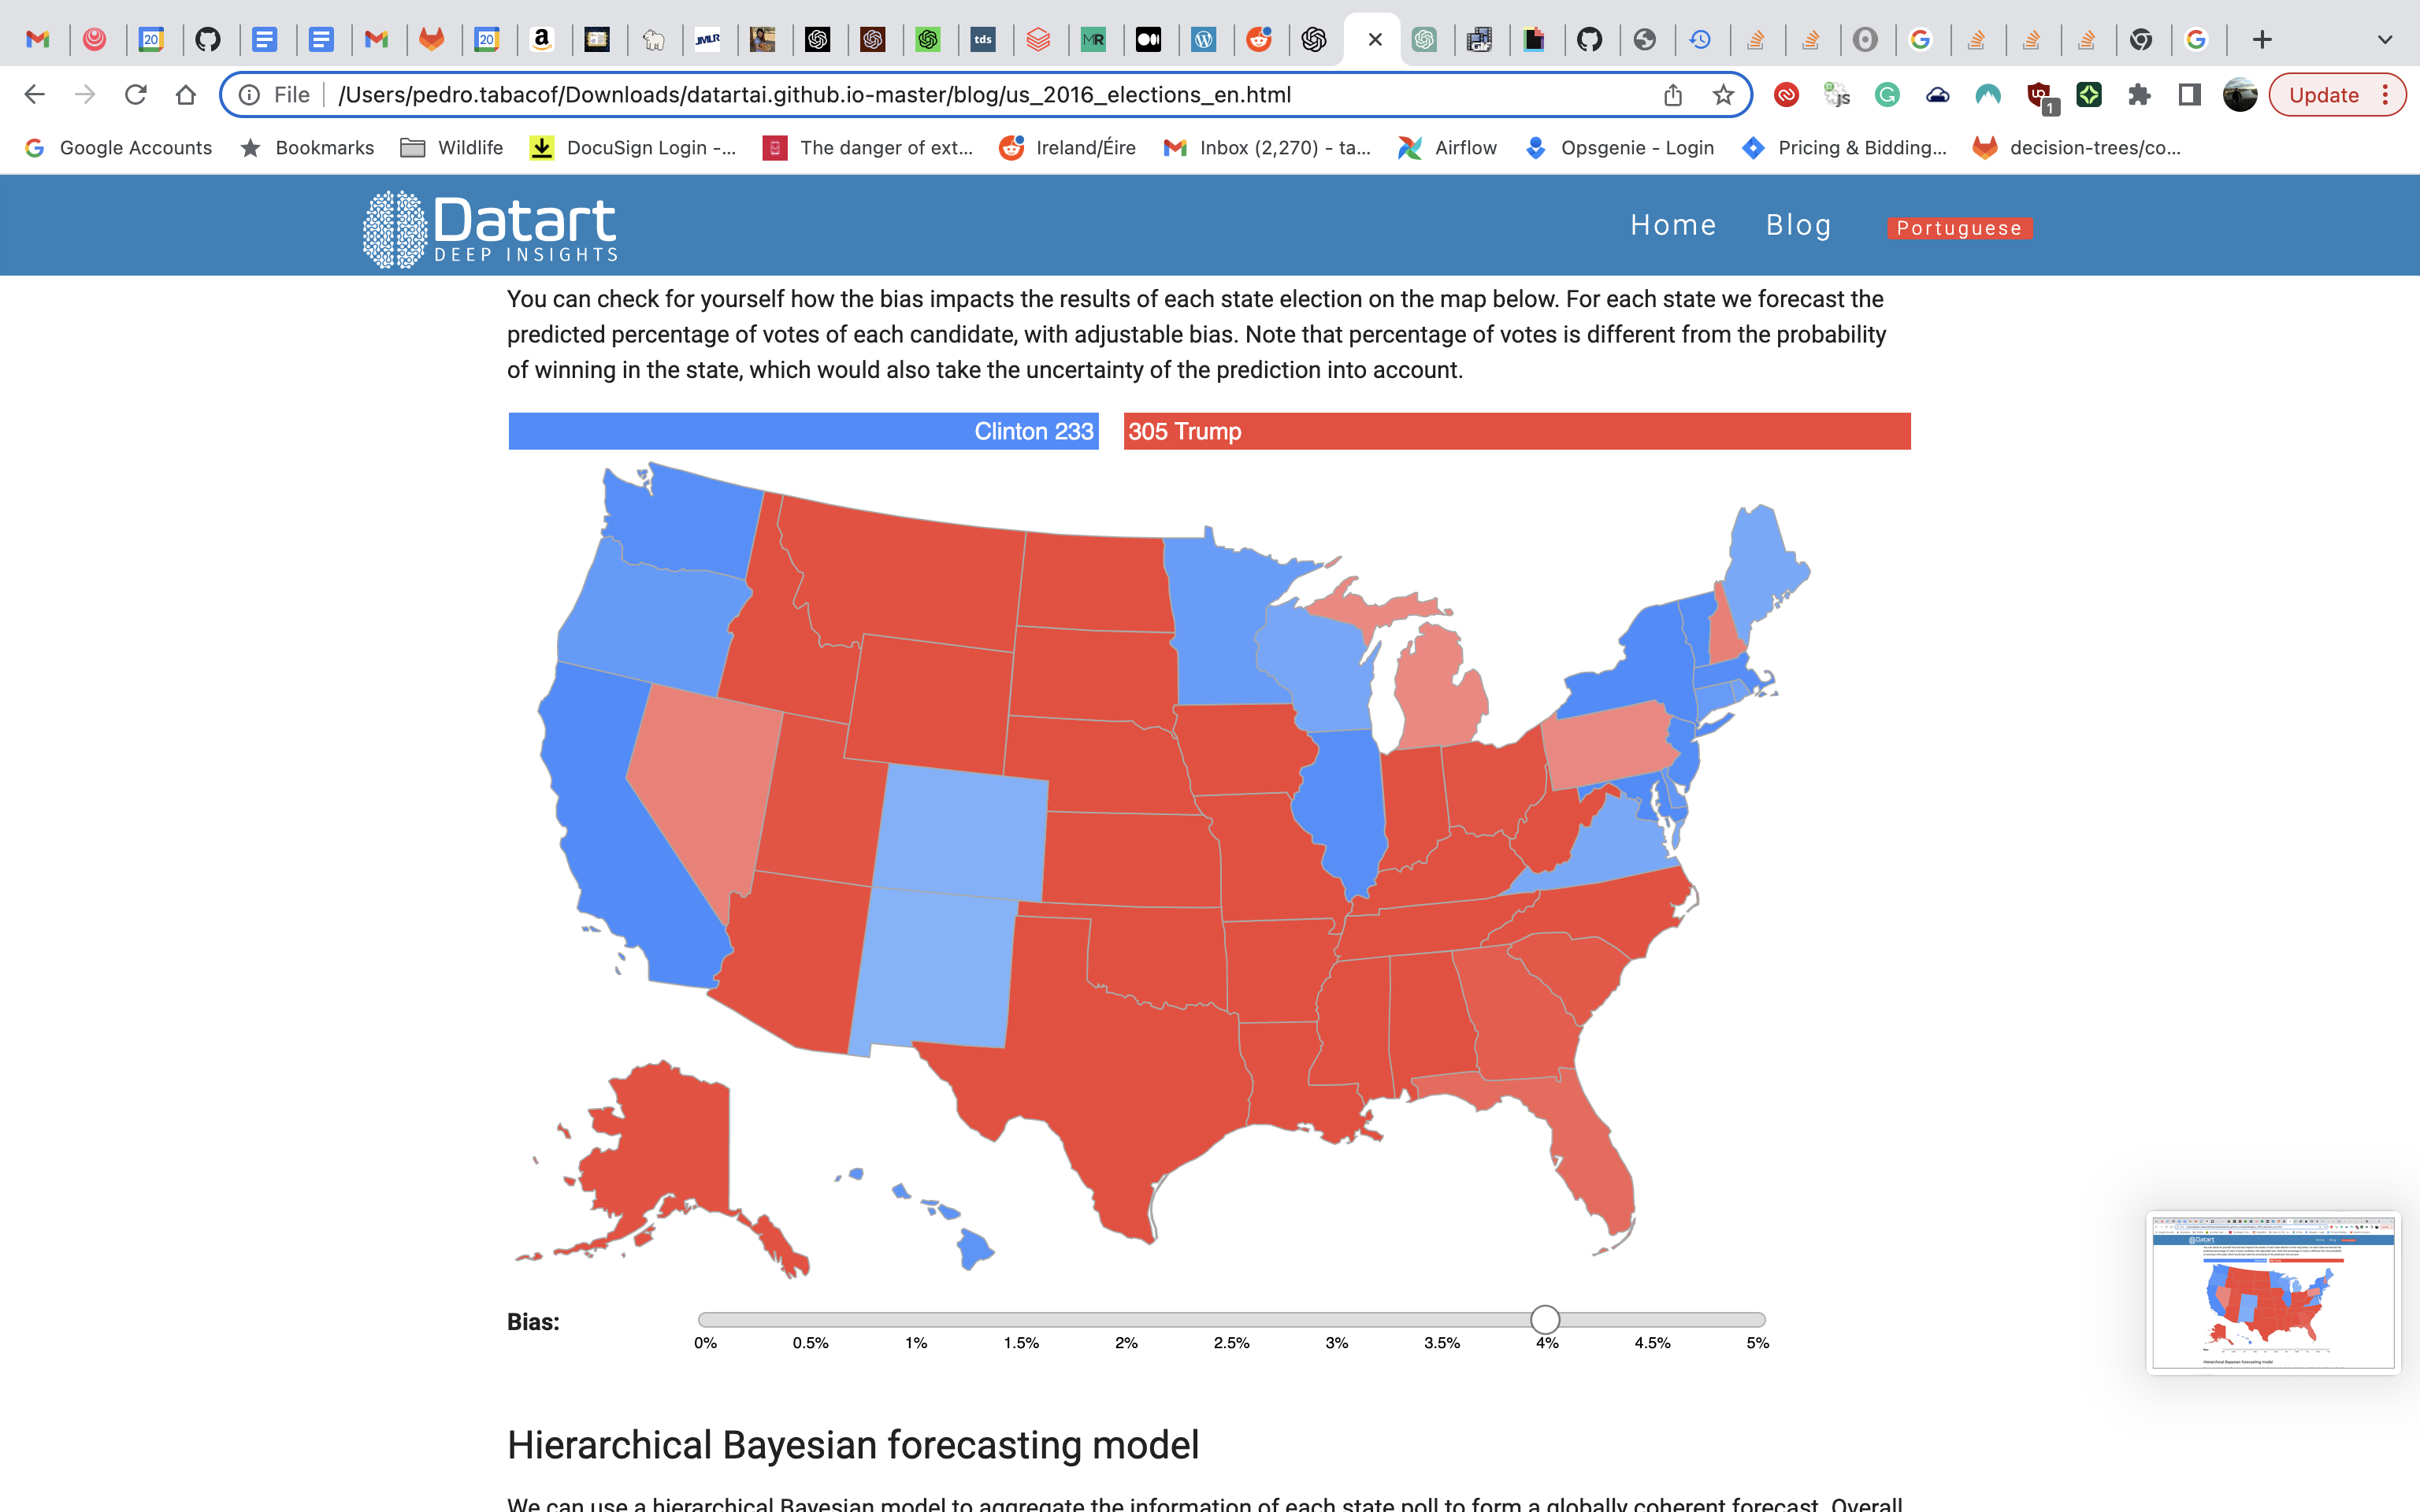 20
20
JMLR
tds
MR
File
/Users/pedro.tabacof/Downloads/datartai.github.io-master/blog/us_2016_elections_en.html
js
1
Update
Google Accounts
Bookmarks
Wildlife
DocuSign Login -...
The danger of ext...
Ireland/Éire
Inbox (2,270) - ta...
Airflow
Opsgenie - Login
Pricing & Bidding...
decision-trees/co...
Datart
DEEP INSIGHTS
Home
Blog
Portuguese
You can check for yourself how the bias impacts the results of each state election on the map below. For each state we forecast the
predicted percentage of votes of each candidate, with adjustable bias. Note that percentage of votes is different from the probability
of winning in the state, which would also take the uncertainty of the prediction into account.
Clinton 233
305 Trump
Bias:
0%
0.5%
1%
1.5%
2%
2.5%
3%
3.5%
4%
4.5%
5%
Hierarchical Bayesian forecasting model
We can use a hierarchical Bayesian model to aggregate the information of each state poll to form a globally coherent forecast. Overall